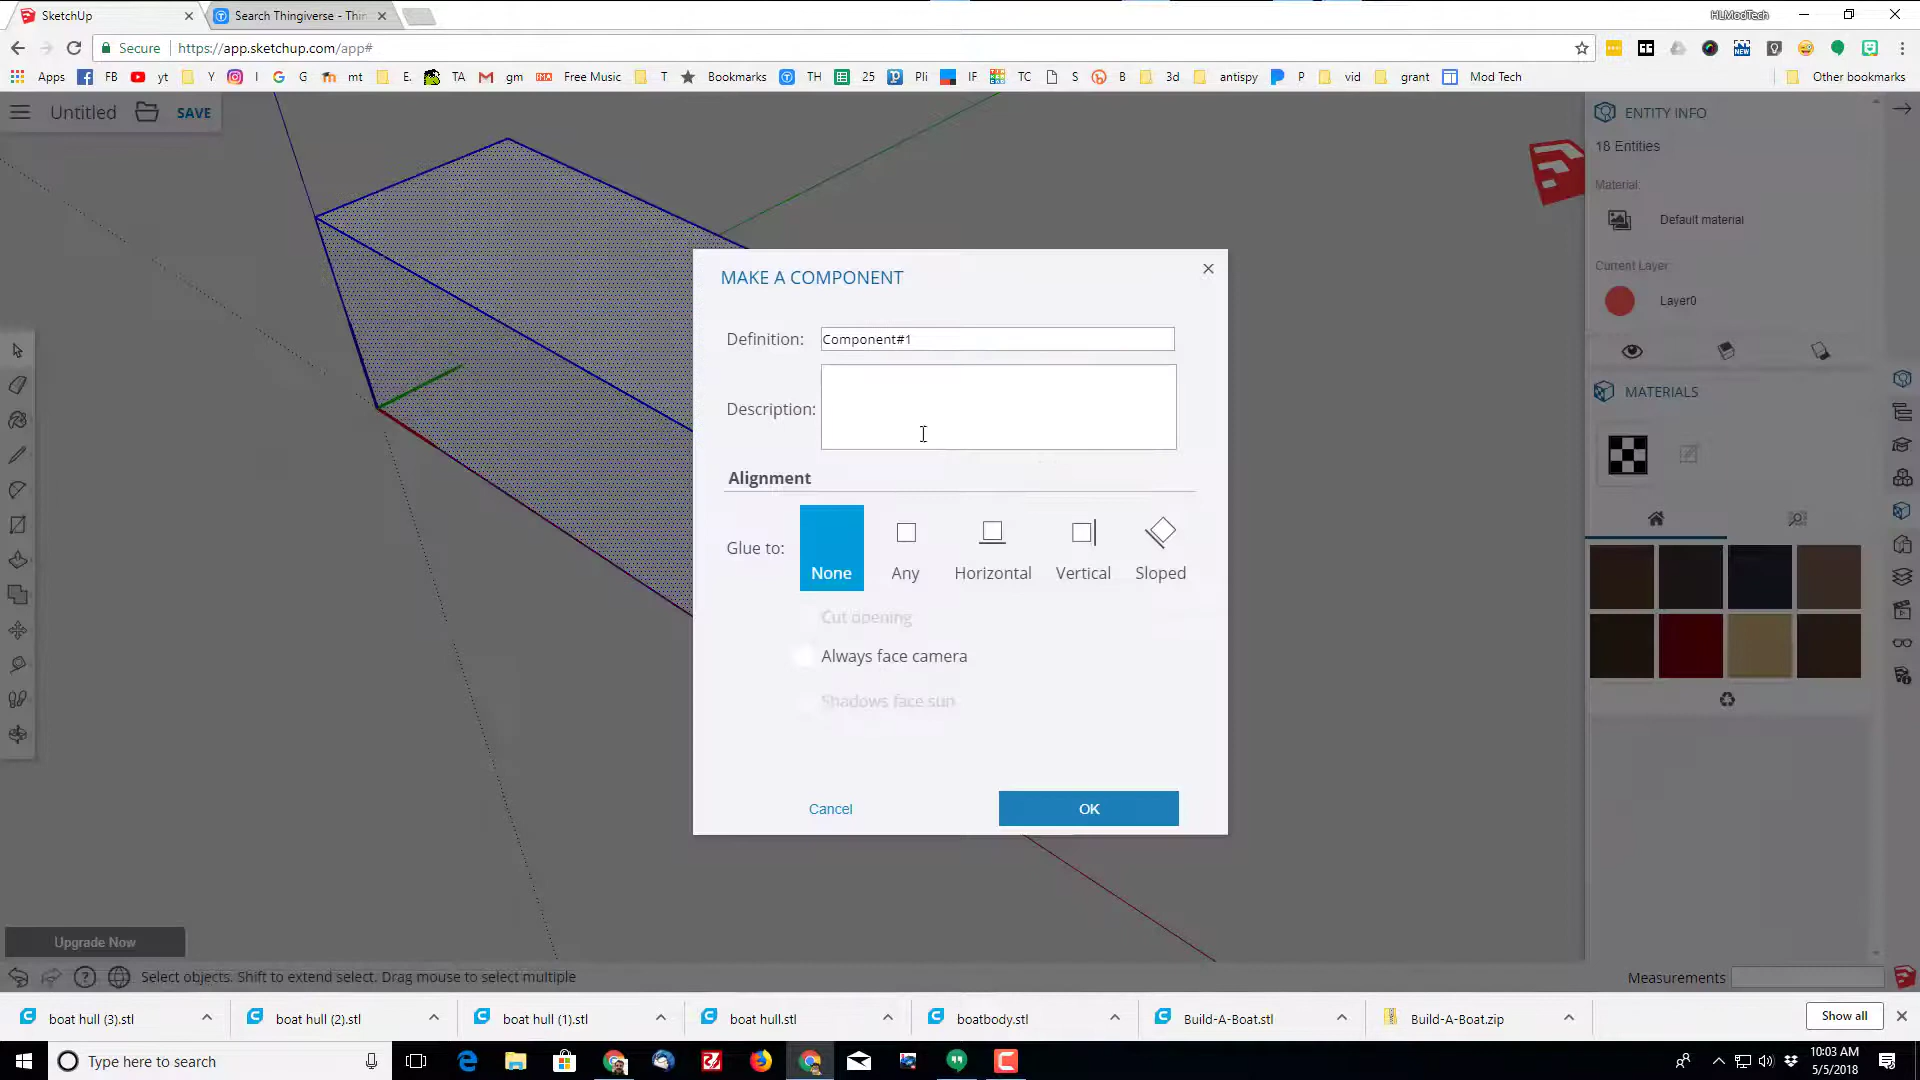 SketchUp
Search Thingiverse - Thin
HLModTech
Secure
https://app.sketchup.com/app#
Apps FB yt Y I G G mt E. TA gm Free Music T Bookmarks TH 25 Pli IF TC S B 3d antispy P vid grant Mod Tech Other bookmarks
Untitled
SAVE
ENTITY INFO
18 Entities
Material:
Default material
Current Layer
Layer0
MATERIALS
MAKE A COMPONENT
Definition: Component#1
Description:
Alignment
Glue to:
None Any Horizontal Vertical Sloped
Cut opening
Always face camera
Shadows face sun
Cancel
OK
Upgrade Now
Select objects. Shift to extend select. Drag mouse to select multiple
Measurements
boat hull (3).stl
boat hull (2).stl
boat hull (1).stl
boat hull.stl
boatbody.stl
Build-A-Boat.stl
Build-A-Boat.zip
Show all
Type here to search
10:03 AM
5/5/2018